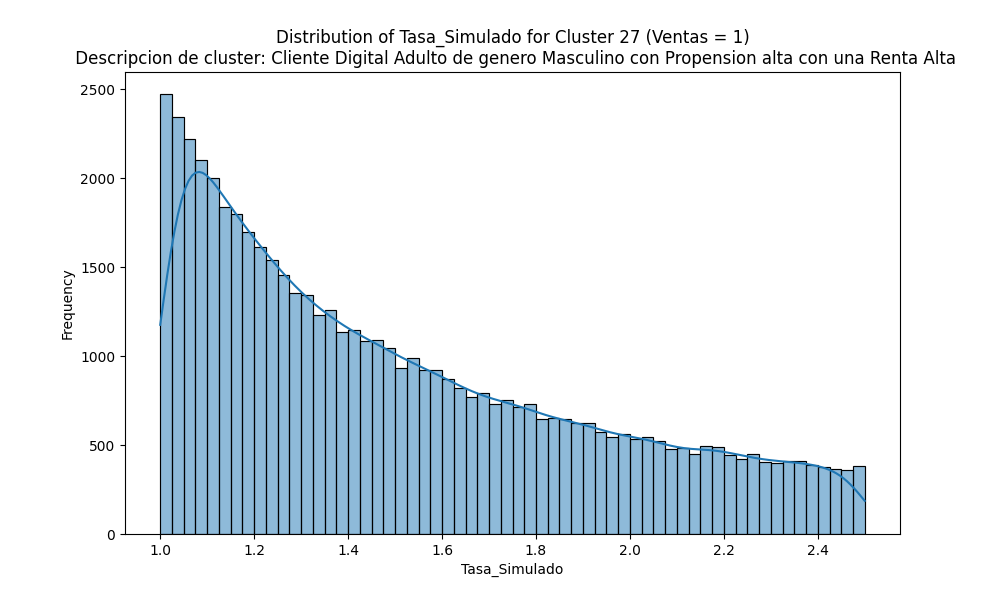 Distribution of Tasa_Simulado for Cluster 27 (Ventas = 1)
Descripcion de cluster: Cliente Digital Adulto de genero Masculino con Propension alta con una Renta Alta
2500
2000
1500
1000
500
0
Frequency
1.0 1.2 1.4 1.6 1.8 2.0 2.2 2.4
Tasa_Simulado